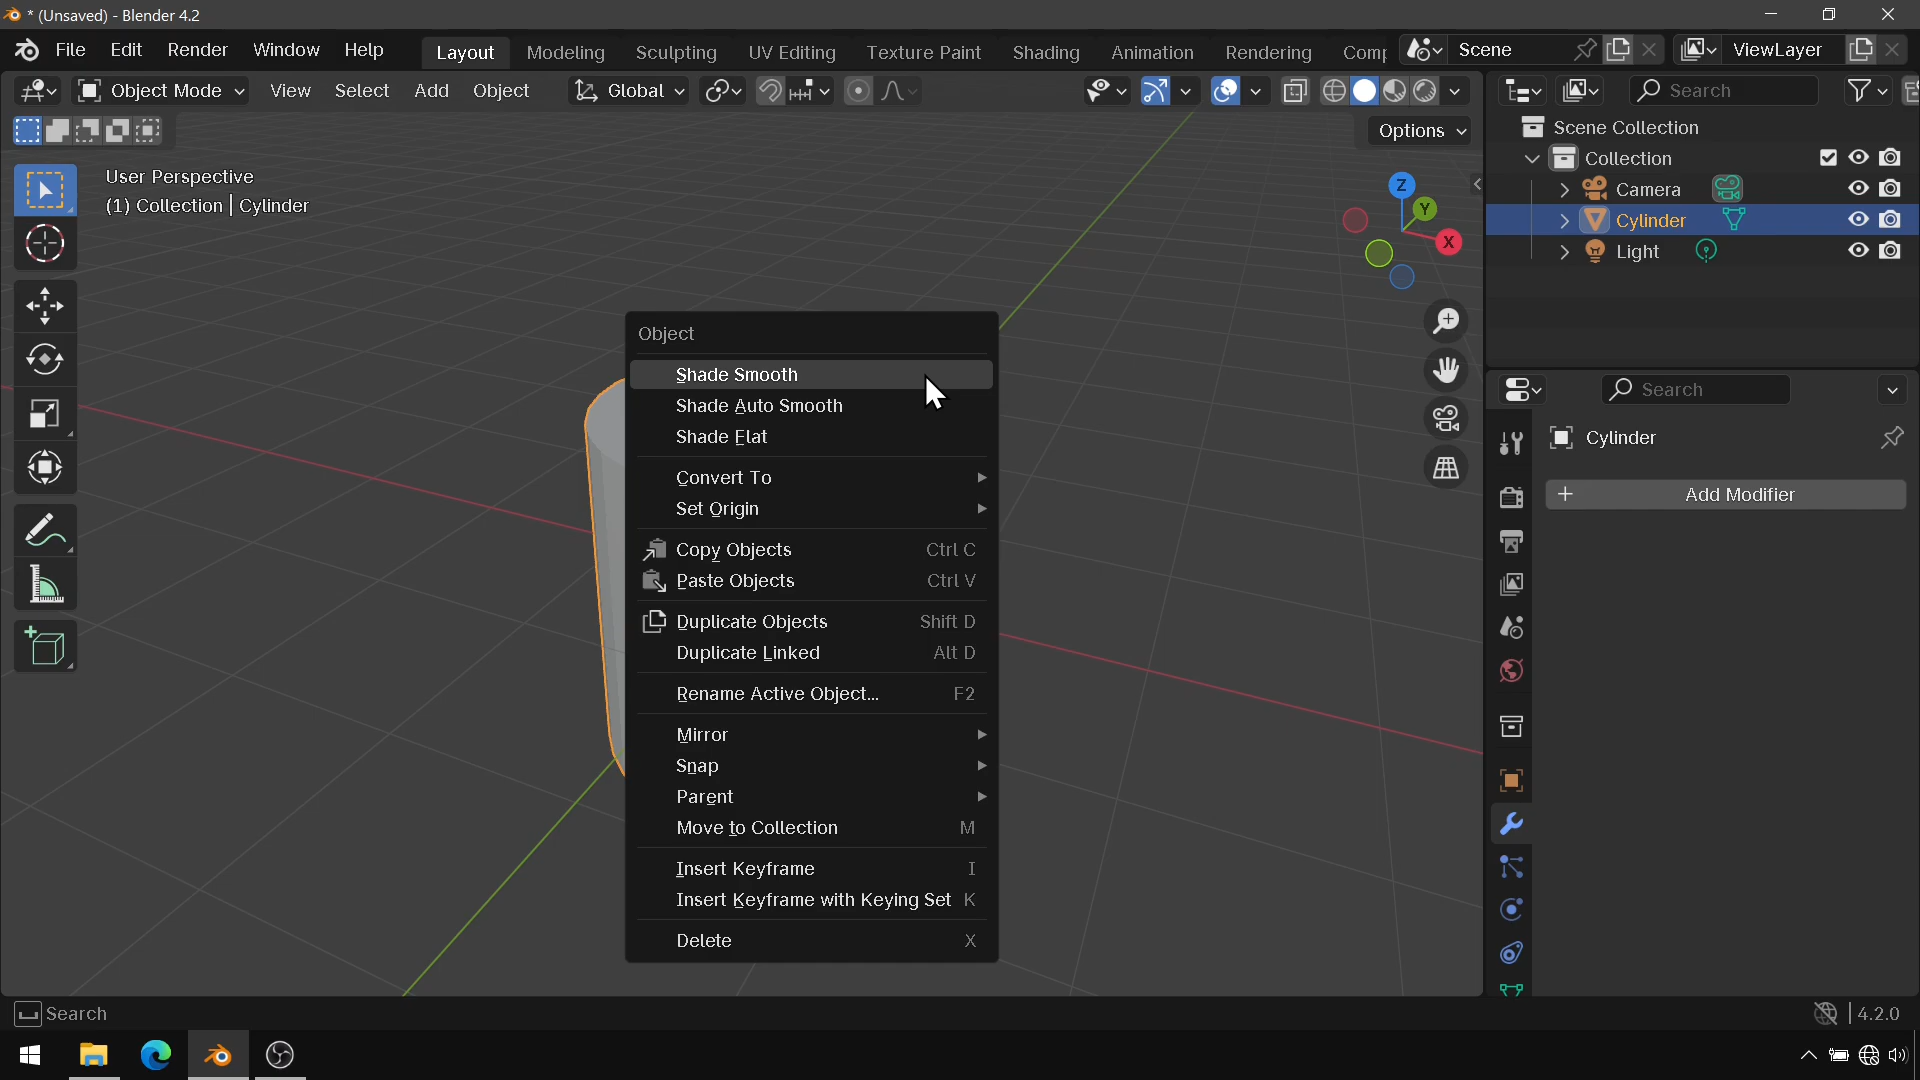 * (Unsaved) - Blender 4.2
File Edit Render Window Help Layout Modeling Sculpting UV Editing Texture Paint Shading Animation Rendering Comp Scene ViewLayer
Object Mode View Select Add Object Global Search
Options
User Perspective
(1) Collection | Cylinder
Z
Y
X
Scene Collection
Collection
Camera
Cylinder
Light
Search
Cylinder
Add Modifier
Object
Shade Smooth
Shade Auto Smooth
Shade Flat
Convert To
Set Origin
Copy Objects Ctrl C
Paste Objects Ctrl V
Duplicate Objects Shift D
Duplicate Linked Alt D
Rename Active Object... F2
Mirror
Snap
Parent
Move to Collection M
Insert Keyframe I
Insert Keyframe with Keying Set K
Delete X
Search 4.2.0